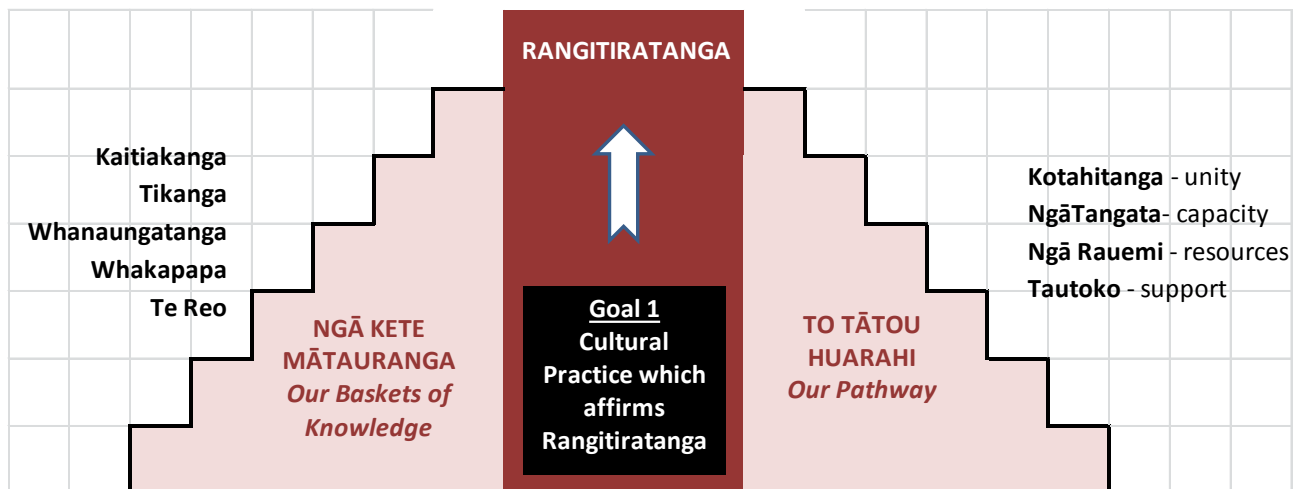 RANGITIRATANGA
Kaitiakanga
Tikanga
Whanaungatanga
Whakapapa
Te Reo
NGĀ KETE
MĀTAURANGA
Our Baskets of
Knowledge
Goal 1
Cultural
Practice which
affirms
Rangitiratanga
TO TĀTOU
HUARAHI
Our Pathway
Kotahitanga - unity
NgāTangata- capacity
Ngā Rauemi - resources
Tautoko - support